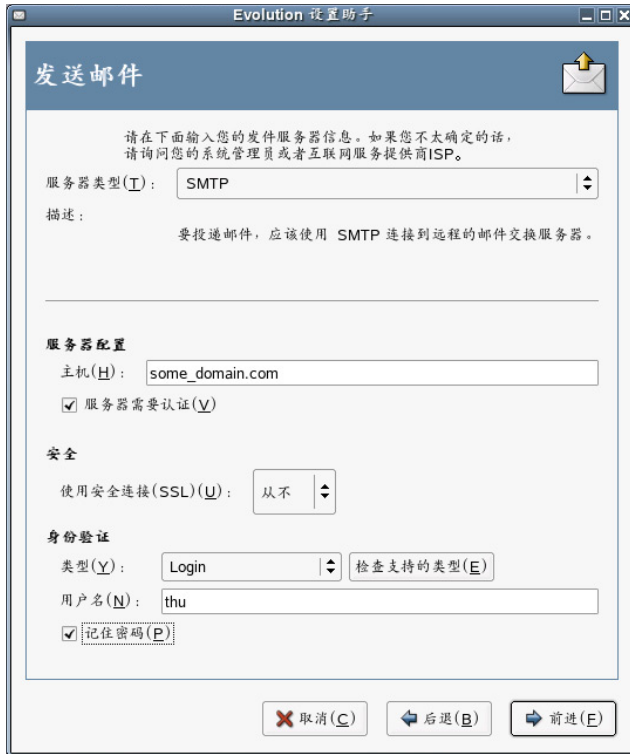 Evolution 设置助手
发送邮件
请在下面输入您的发件服务器信息。如果您不太确定的话，
请询问您的系统管理员或者互联网服务提供商ISP。
服务器类型(T)： SMTP
描述：
要投递邮件，应该使用 SMTP 连接到远程的邮件交换服务器。
服务器配置
主机(H)： some_domain.com
服务器需要认证(V)
安全
使用安全连接(SSL)(U)： 从不
身份验证
类型(Y)： Login 检查支持的类型(E)
用户名(N)： thu
记住密码(P)
取消(C) 后退(B) 前进(F)